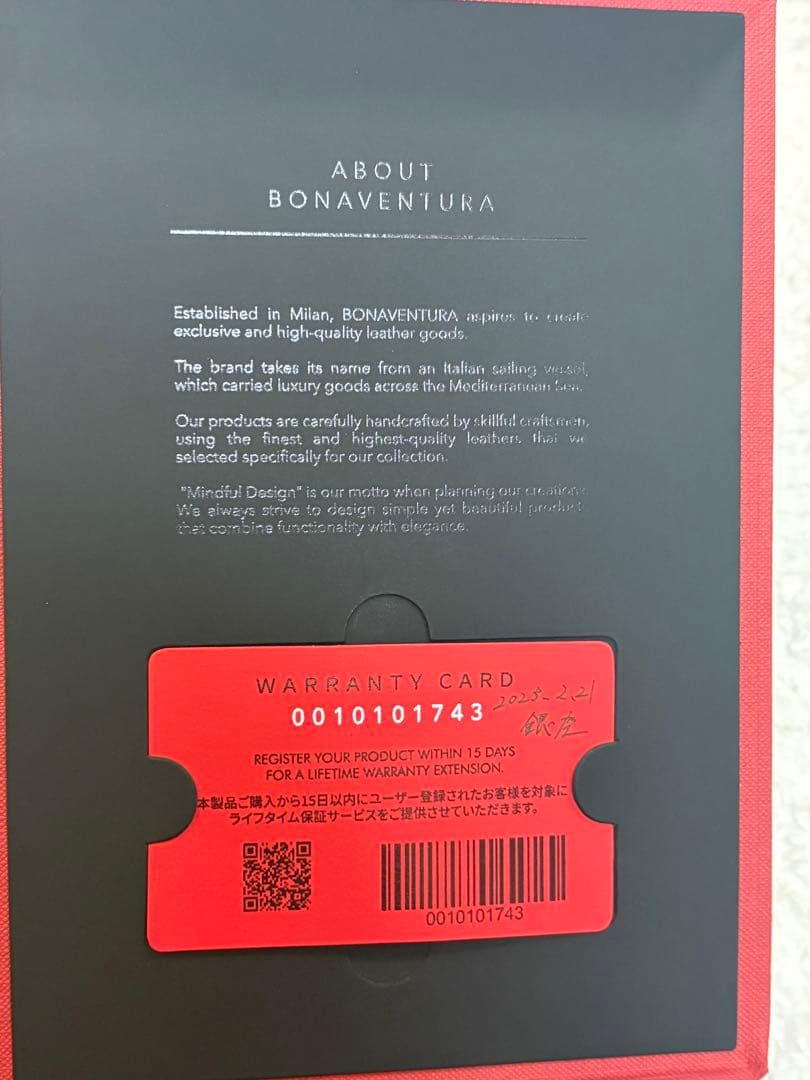 ABOUT
BONAVENTURA
Established in Milan, BONAVENTURA aspires to create
exclusive and high-quality leather goods.
The brand takes its name from an Italian sailing vessel,
which carried luxury goods across the Mediterranean Sea.
Our products are carefully handcrafted by skillful craftsmen,
using the finest and highest-quality leathers that we
selected specifically for our collection.
"Mindful Design" is our motto when planning our creations.
We always strive to design simple yet beautiful products
that combine functionality with elegance.
WARRANTY CARD
0010101743
2023.2.21
銀座
REGISTER YOUR PRODUCT WITHIN 15 DAYS
FOR A LIFETIME WARRANTY EXTENSION.
本製品ご購入から15日以内にユーザー登録されたお客様を対象に
ライフタイム保証サービスをご提供させていただきます。
0010101743